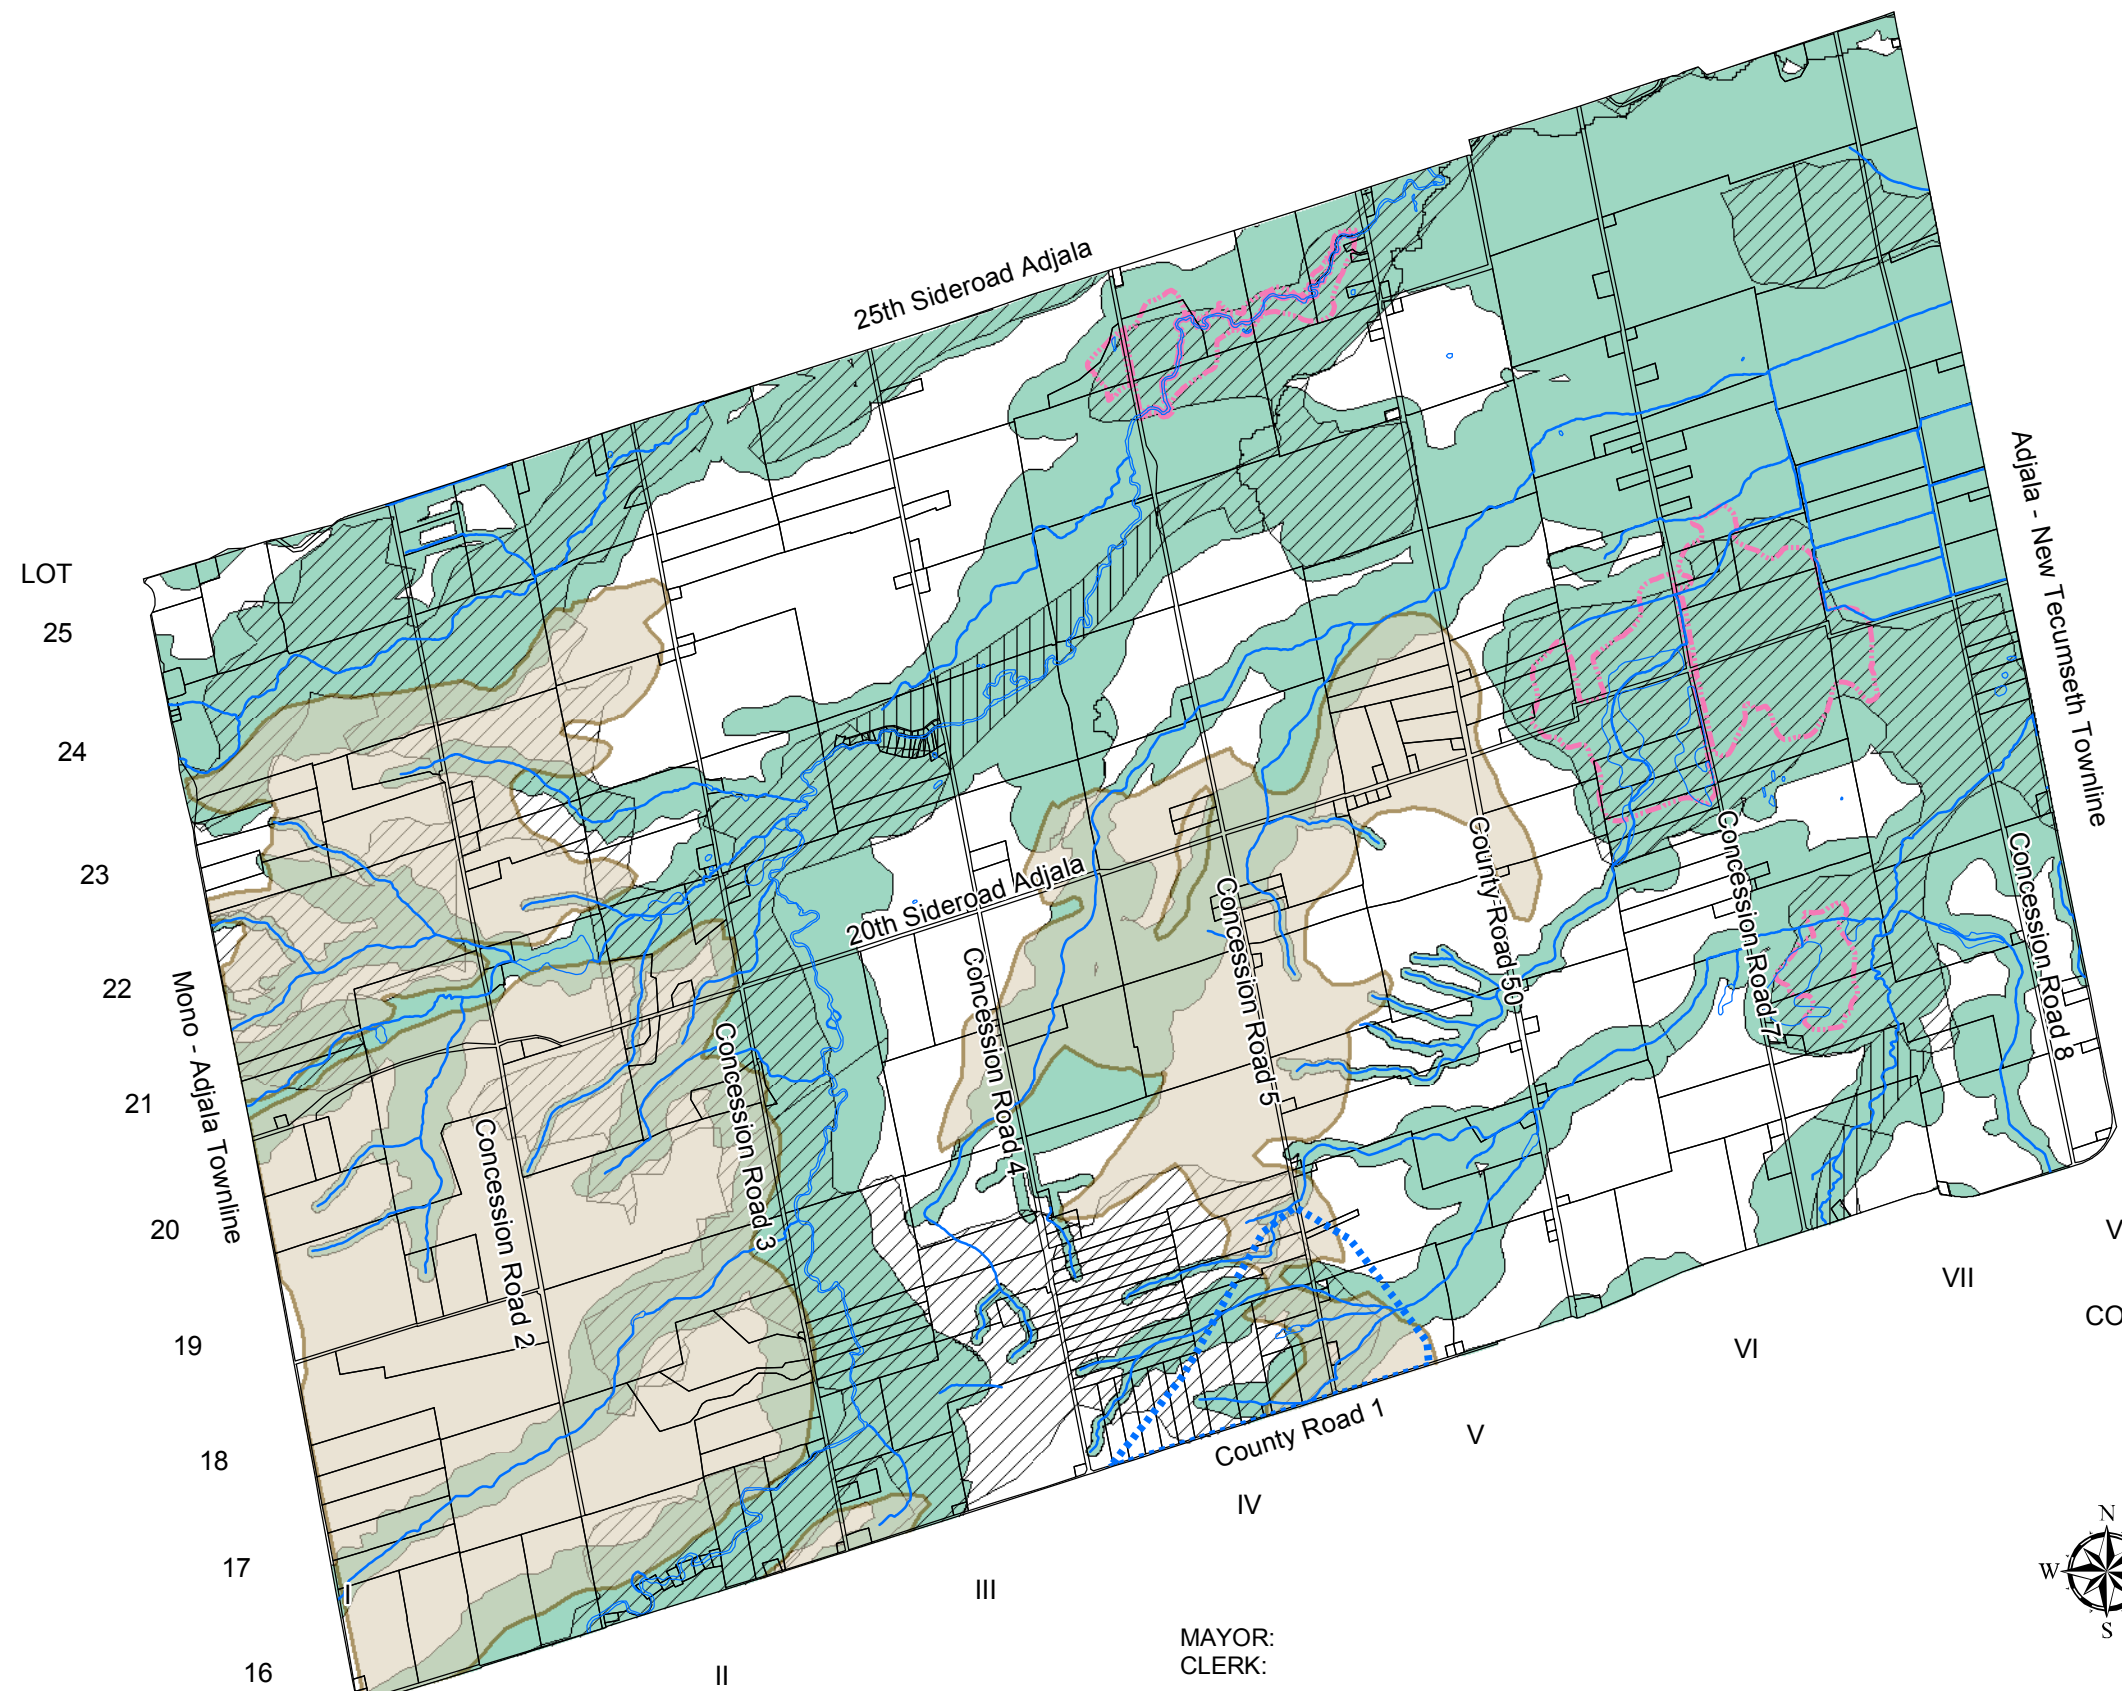 25th Sideroad Adjala
LOT
25
24
23
22
21
20
19
18
17
16
Adjala - New Tecumseth Townline
Mono - Adjala Townline
20th Sideroad Adjala
Concession Road 2
Concession Road 3
Concession Road 4
Concession Road 5
County Road 50
Concession Road 7
Concession Road 8
County Road 1
I
II
III
IV
V
VI
VII
V
CO
N
W
S
MAYOR:
CLERK: